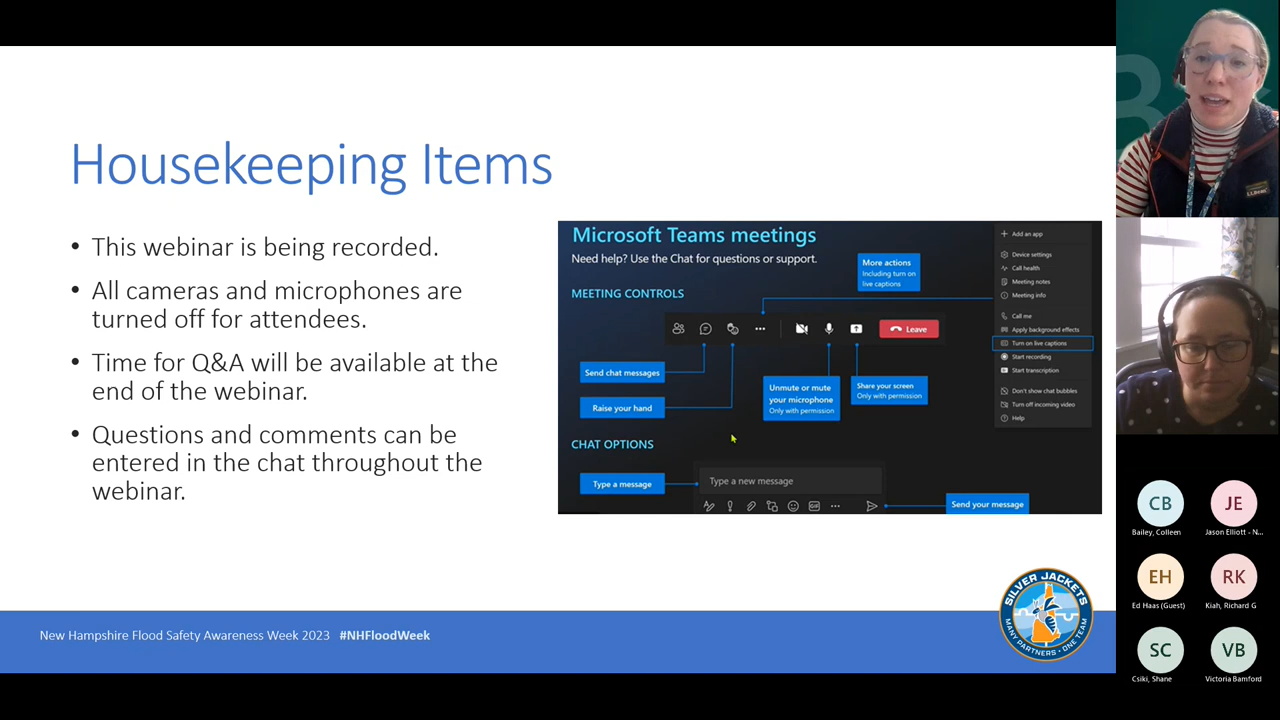 Housekeeping Items
• This webinar is being recorded.
• All cameras and microphones are
turned off for attendees.
• Time for Q&A will be available at the
end of the webinar.
• Questions and comments can be
entered in the chat throughout the
webinar.
Microsoft Teams meetings
Need help? Use the Chat for questions or support.
MEETING CONTROLS
More actions
Including turn on
live captions
Leave
Send chat messages
Raise your hand
Unmute or mute
your microphone
Only with permission
Share your screen
Only with permission
CHAT OPTIONS
Type a message
Type a new message
GIF
Send your message
Add an app
Device settings
Call health
Meeting notes
Meeting info
Call me
Apply background effects
Turn on live captions
Start recording
Start transcription
Don't show chat bubbles
Turn off incoming video
Help
New Hampshire Flood Safety Awareness Week 2023 #NHFloodWeek
SILVER JACKETS
MANY PARTNERS • ONE TEAM
CB
Bailey, Colleen
JE
Jason Elliott - N...
EH
Ed Haas (Guest)
RK
Kiah, Richard G
SC
Csiki, Shane
VB
Victoria Bamford